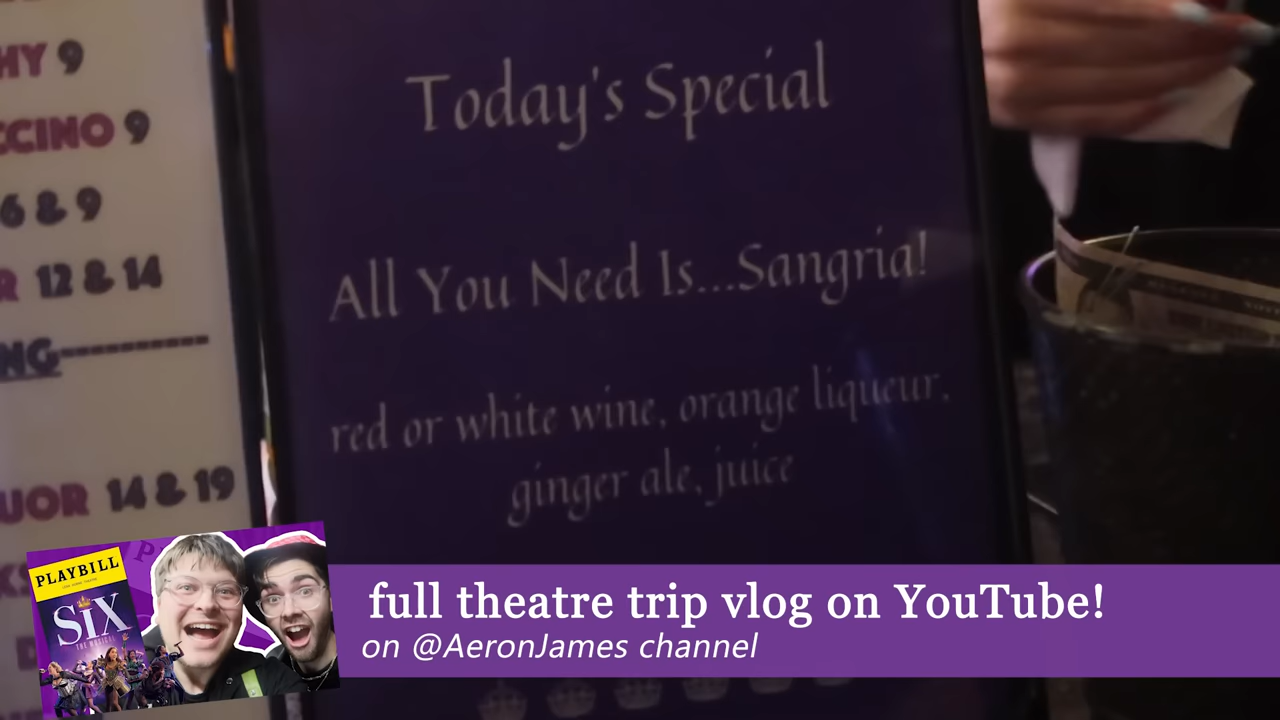 HY 9
CCINO 9
6 & 9
R 12 & 14
NG----------
UOR 14 & 19
Today's Special
All You Need Is...Sangria!
red or white wine, orange liqueur,
ginger ale, juice
PLAYBILL
SIX
THE MUSICAL
full theatre trip vlog on YouTube!
on @AeronJames channel